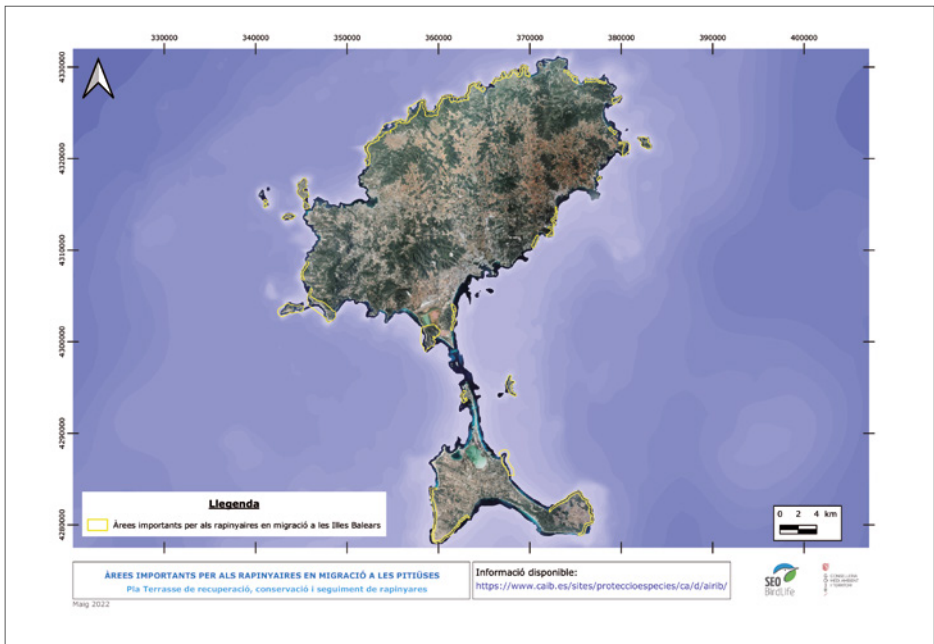 330000 340000 350000 360000 370000 380000 390000 400000
4330000
4320000
4310000
4300000
4290000
4280000
Llegenda
Àrees importants per als rapinyaires en migració a les Illes Balears
0 2 4 km
ÀREES IMPORTANTS PER ALS RAPINYAIRES EN MIGRACIÓ A LES PITIÜSES
Pla Terrasse de recuperació, conservació i seguiment de rapinyares
Informació disponible:
https://www.caib.es/sites/proteccioespecies/ca/d/airib/
Maig 2022
SEO
BirdLife